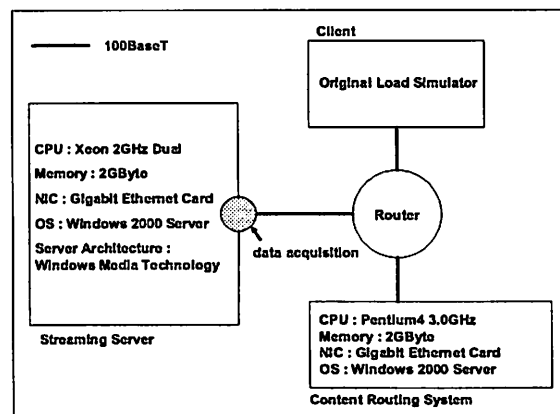 100BaseT
Client
Original Load Simulator
CPU : Xeon 2GHz Dual
Memory : 2GByte
NIC : Gigabit Ethernet Card
OS : Windows 2000 Server
Server Architecture :
Windows Media Technology
Router
data acquisition
Streaming Server
CPU : Pentium4 3.0GHz
Memory : 2GByte
NIC : Gigabit Ethernet Card
OS : Windows 2000 Server
Content Routing System